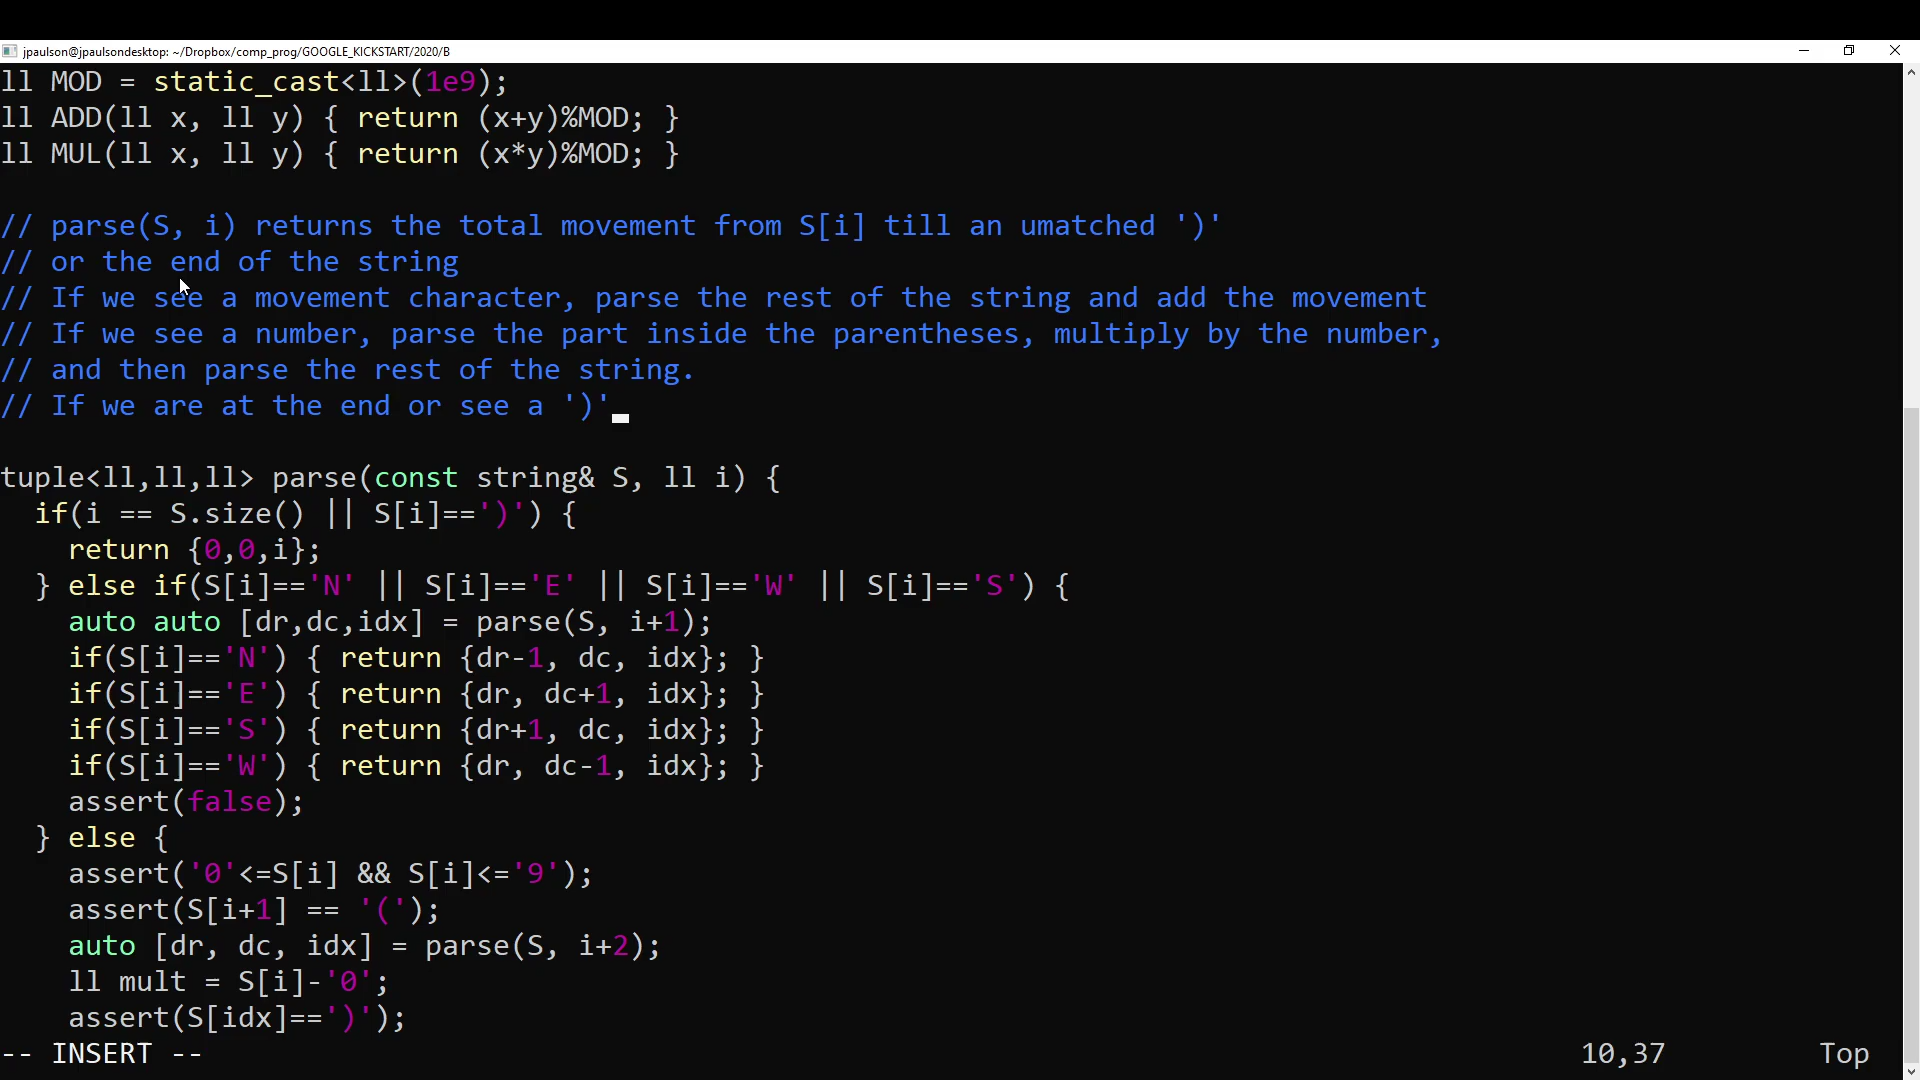 jpaulson@jpaulsondesktop: ~/Dropbox/comp_prog/GOOGLE_KICKSTART/2020/B
ll MOD = static_cast<ll>(1e9);
ll ADD(ll x, ll y) { return (x+y)%MOD; }
ll MUL(ll x, ll y) { return (x*y)%MOD; }

// parse(S, i) returns the total movement from S[i] till an umatched ')'
// or the end of the string
// If we see a movement character, parse the rest of the string and add the movement
// If we see a number, parse the part inside the parentheses, multiply by the number,
// and then parse the rest of the string.
// If we are at the end or see a ')'

tuple<ll,ll,ll> parse(const string& S, ll i) {
  if(i == S.size() || S[i]==')') {
    return {0,0,i};
  } else if(S[i]=='N' || S[i]=='E' || S[i]=='W' || S[i]=='S') {
    auto auto [dr,dc,idx] = parse(S, i+1);
    if(S[i]=='N') { return {dr-1, dc, idx}; }
    if(S[i]=='E') { return {dr, dc+1, idx}; }
    if(S[i]=='S') { return {dr+1, dc, idx}; }
    if(S[i]=='W') { return {dr, dc-1, idx}; }
    assert(false);
  } else {
    assert('0'<=S[i] && S[i]<='9');
    assert(S[i+1] == '(');
    auto [dr, dc, idx] = parse(S, i+2);
    ll mult = S[i]-'0';
    assert(S[idx]==')');
-- INSERT -- 10,37 Top